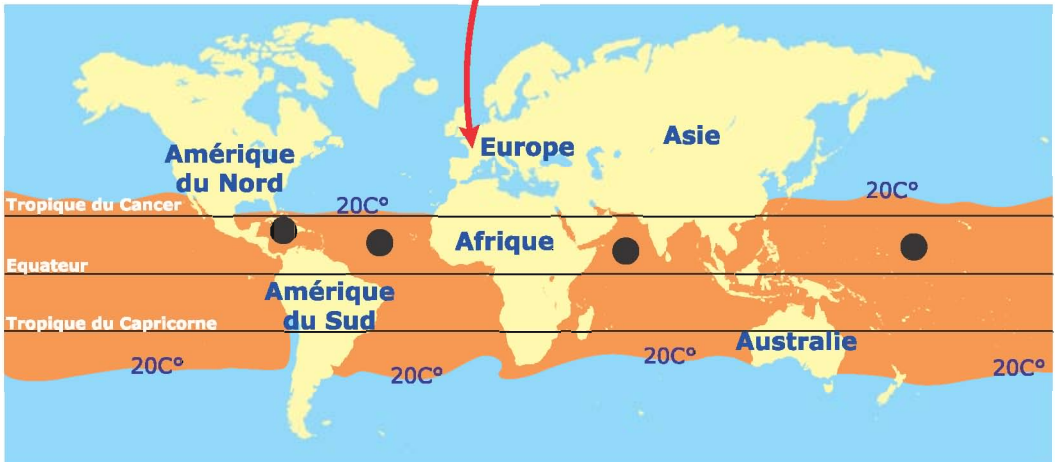 Asie
Europe
Amérique
du Nord
20C°
Tropique du Cancer
20C°
Afrique
Equateur
Amérique
du Sud
Tropique du Capricorne
Australie
20C°
20C°
20C°
20C°